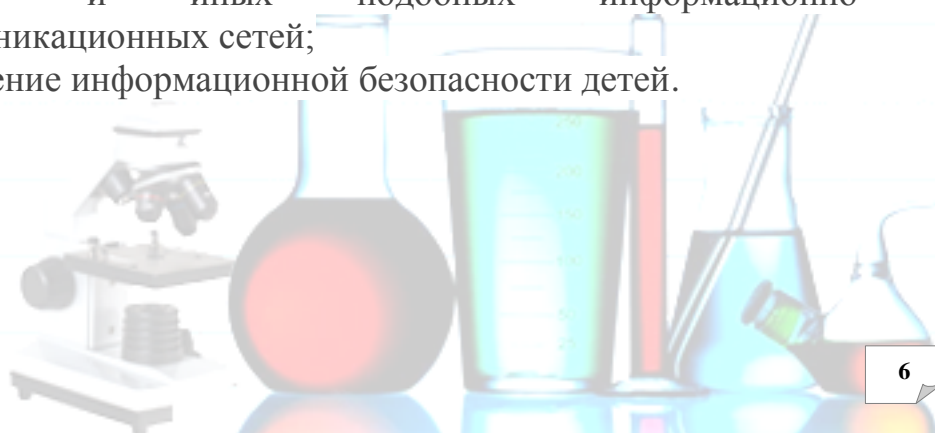 и иных подобных информационно
никационных сетей;
ение информационной безопасности детей.
6